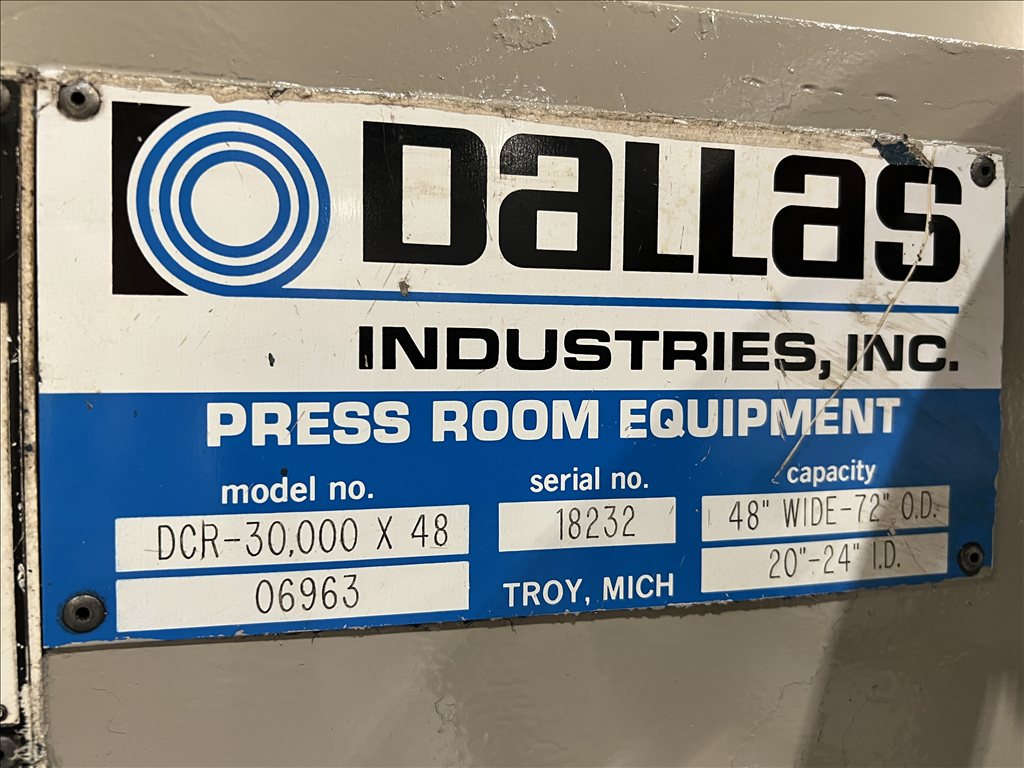 DALLAS
INDUSTRIES, INC.
PRESS ROOM EQUIPMENT
model no.
DCR-30,000 X 48
06963
serial no.
18232
TROY, MICH
capacity
48" WIDE-72" O.D.
20"-24" I.D.